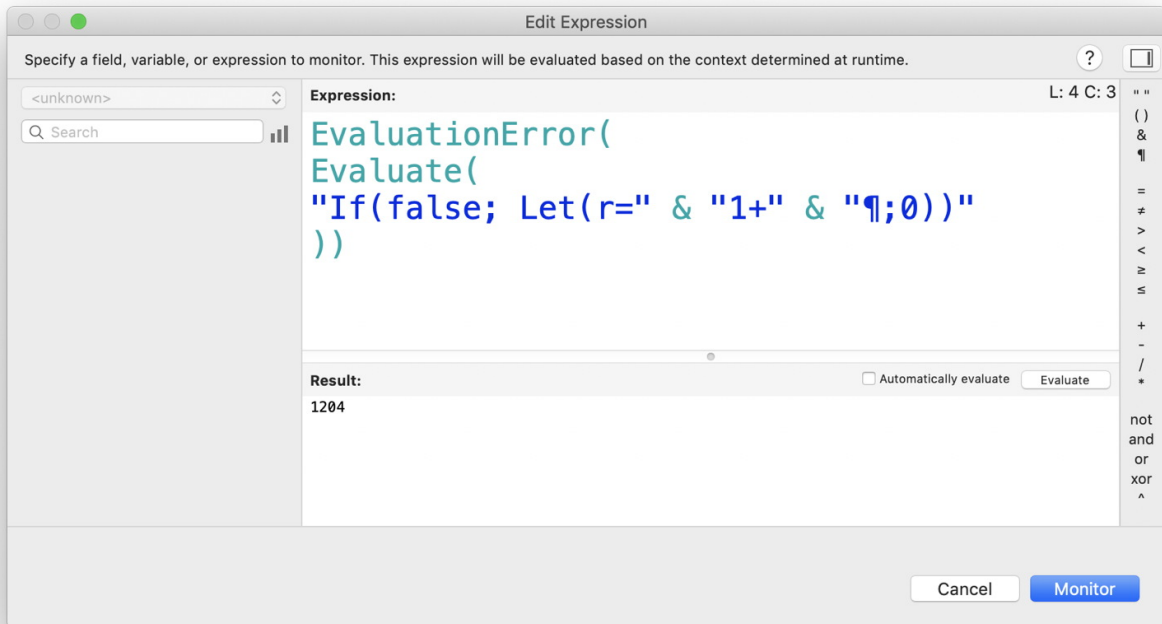 Edit Expression
Specify a field, variable, or expression to monitor. This expression will be evaluated based on the context determined at runtime.
?
<unknown>
Search
Expression:
L: 4 C: 3
EvaluationError(
Evaluate(
"If(false; Let(r=" & "1+" & "¶;0))"
))
Result:
Automatically evaluate
Evaluate
1204
" "
( )
&
¶
=
≠
>
<
≥
≤
+
-
/
*
not
and
or
xor
^
Cancel
Monitor